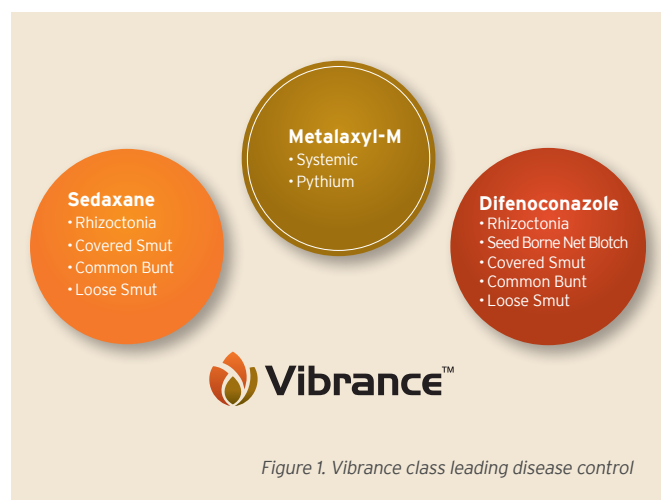 Metalaxyl-M
• Systemic
• Pythium
Sedaxane
• Rhizoctonia
• Covered Smut
• Common Bunt
• Loose Smut
Difenoconazole
• Rhizoctonia
• Seed Borne Net Blotch
• Covered Smut
• Common Bunt
• Loose Smut
Vibrance™
Figure 1. Vibrance class leading disease control